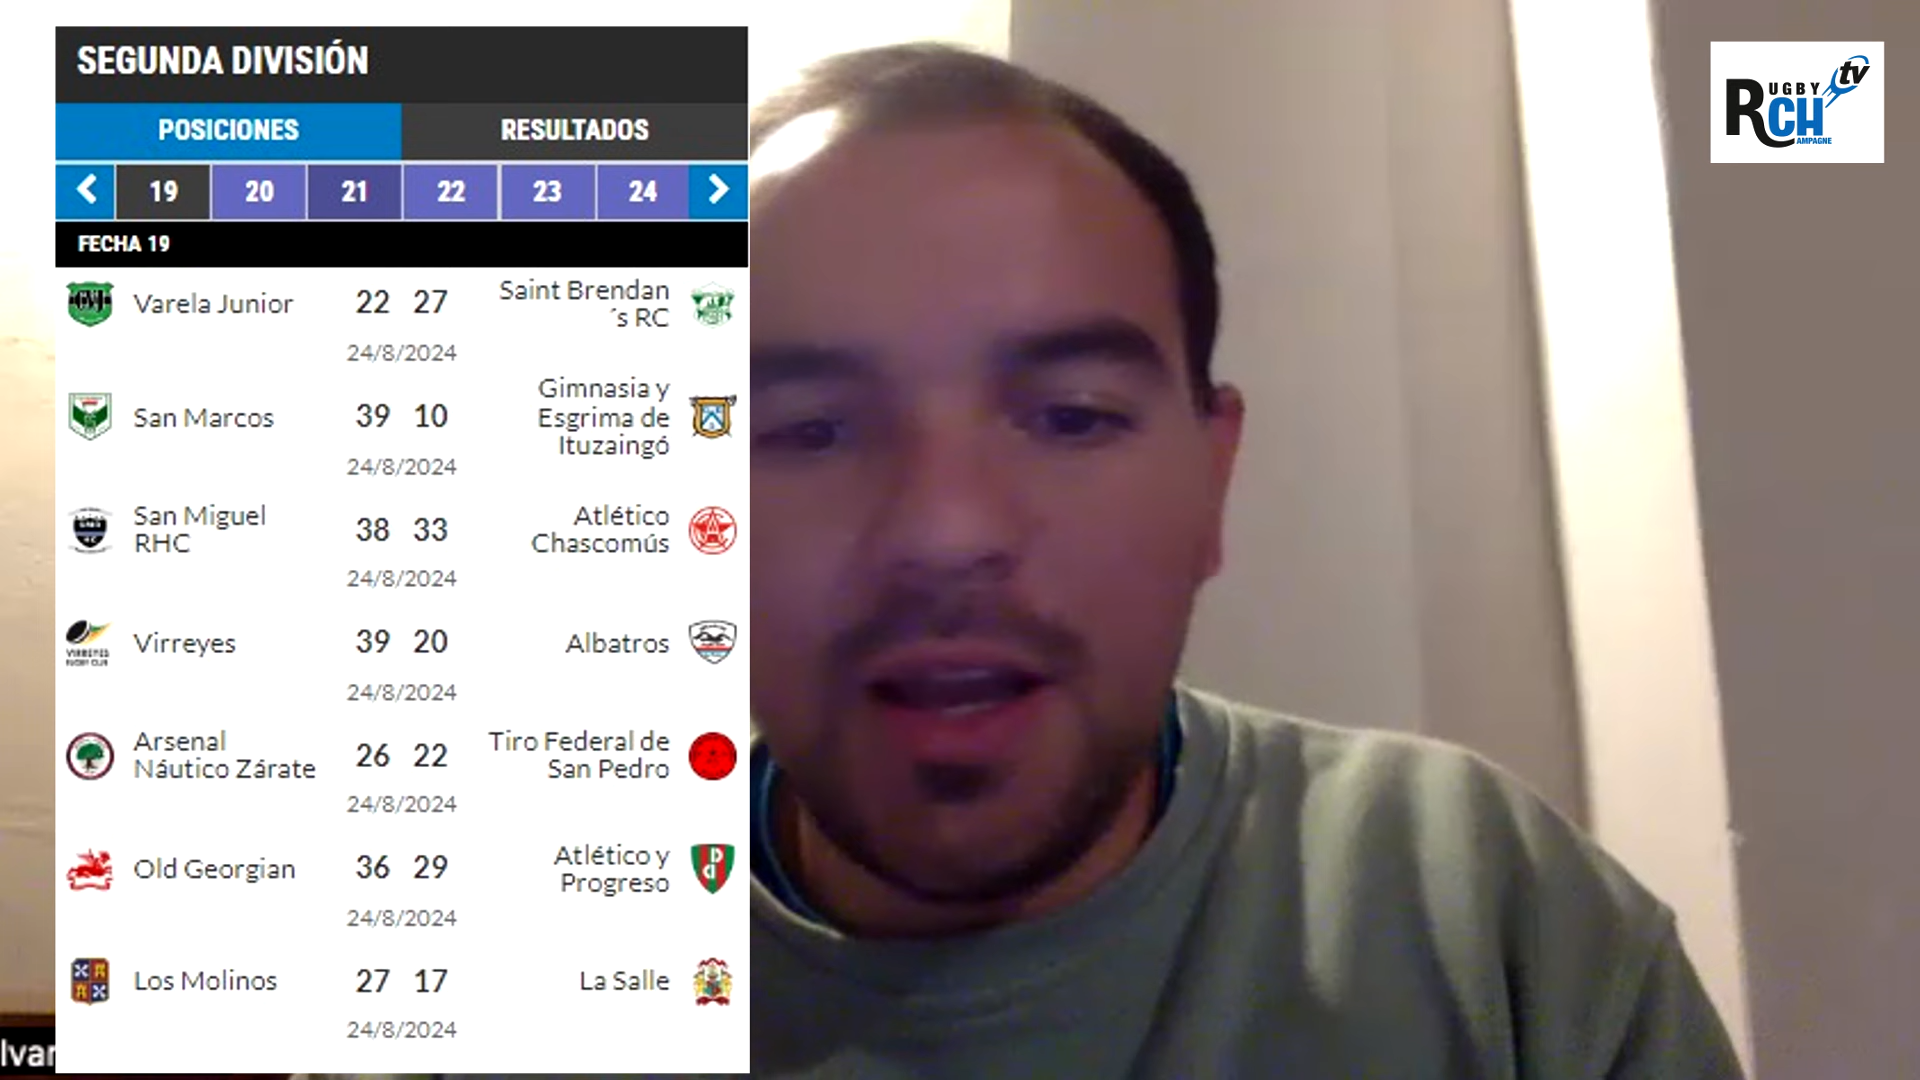 SEGUNDA DIVISIÓN
POSICIONES RESULTADOS
19 20 21 22 23 24
FECHA 19
Varela Junior 22 27 Saint Brendan
´s RC
24/8/2024
San Marcos 39 10 Gimnasia y
Esgrima de
Ituzaingó
24/8/2024
San Miguel
RHC 38 33 Atlético
Chascomús
24/8/2024
Virreyes 39 20 Albatros
24/8/2024
Arsenal
Náutico Zárate 26 22 Tiro Federal de
San Pedro
24/8/2024
Old Georgian 36 29 Atlético y
Progreso
24/8/2024
Los Molinos 27 17 La Salle
24/8/2024
RUGBY tv
CHAMPAGNE
VIRREYES
RUGBY CLUB